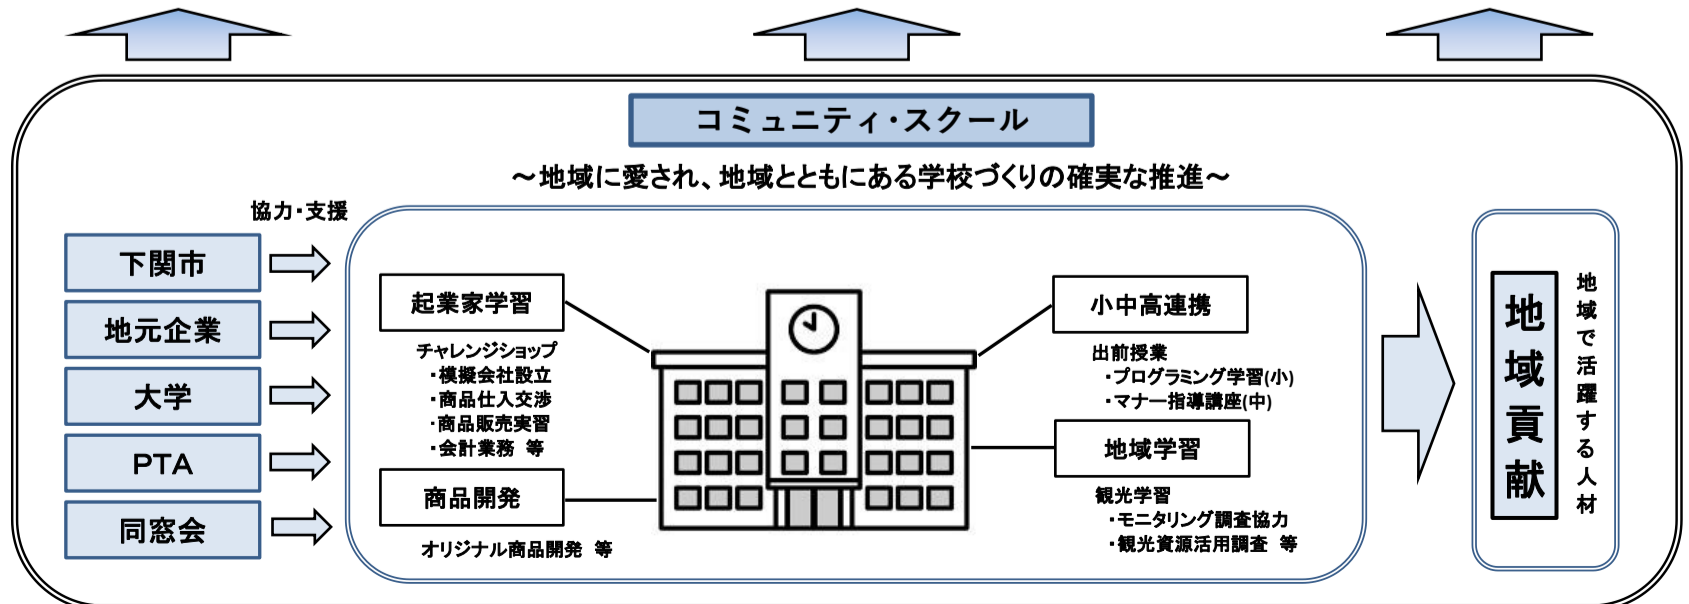 コミュニティ・スクール
～地域に愛され、地域とともにある学校づくりの確実な推進～
協力・支援
下関市
地元企業
大学
PTA
同窓会
起業家学習
チャレンジショップ
・模擬会社設立
・商品仕入交渉
・商品販売実習
・会計業務 等
商品開発
オリジナル商品開発 等
小中高連携
出前授業
・プログラミング学習(小)
・マナー指導講座(中)
地域学習
観光学習
・モニタリング調査協力
・観光資源活用調査 等
地域貢献
地域で活躍する人材